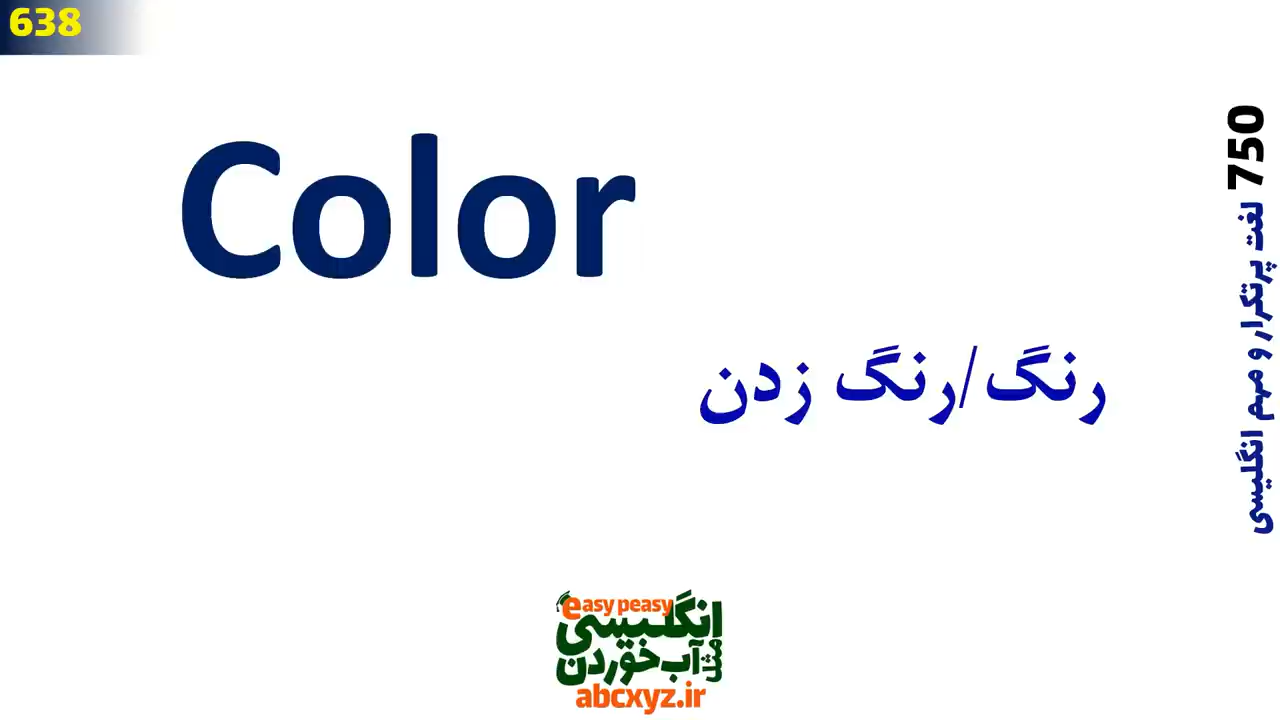 638
Color
رنگ/رنگ زدن
750 لغت پرتکرار و مهم انگلیسی
easy peasy
انگلیسی
مثل آب خوردن
abcxyz.ir